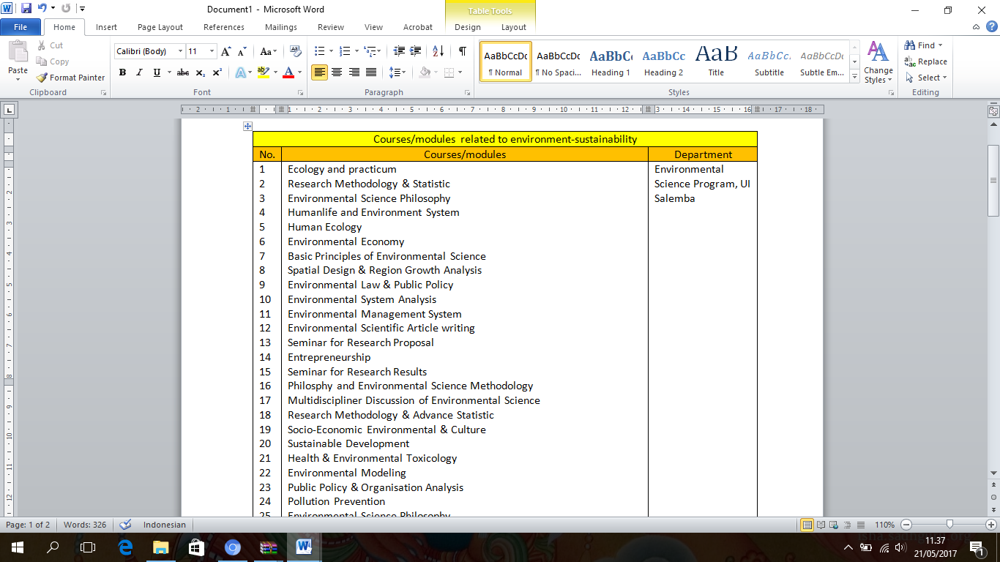 Document1 - Microsoft Word
Table Tools
File Home Insert Page Layout References Mailings Review View Acrobat Design Layout
Paste
Cut
Copy
Format Painter
Clipboard
Calibri (Body) 11
Font
Paragraph
AaBbCcDc AaBbCcDc AaBbCc AaBbCc AaB AaBbCc. AaBbCcDc
¶ Normal ¶ No Spaci... Heading 1 Heading 2 Title Subtitle Subtle Em...
Styles
Change Styles
Find
Replace
Select
Editing
Courses/modules related to environment-sustainability
No. Courses/modules Department
1 Ecology and practicum Environmental
2 Research Methodology & Statistic Science Program, UI
3 Environmental Science Philosophy Salemba
4 Humanlife and Environment System
5 Human Ecology
6 Environmental Economy
7 Basic Principles of Environmental Science
8 Spatial Design & Region Growth Analysis
9 Environmental Law & Public Policy
10 Environmental System Analysis
11 Environmental Management System
12 Environmental Scientific Article writing
13 Seminar for Research Proposal
14 Entrepreneurship
15 Seminar for Research Results
16 Philosphy and Environmental Science Methodology
17 Multidiscipliner Discussion of Environmental Science
18 Research Methodology & Advance Statistic
19 Socio-Economic Environmental & Culture
20 Sustainable Development
21 Health & Environmental Toxicology
22 Environmental Modeling
23 Public Policy & Organisation Analysis
24 Pollution Prevention
25 Environmental Science Philosophy
Page: 1 of 2 Words: 326 Indonesian 110%
11.37
21/05/2017